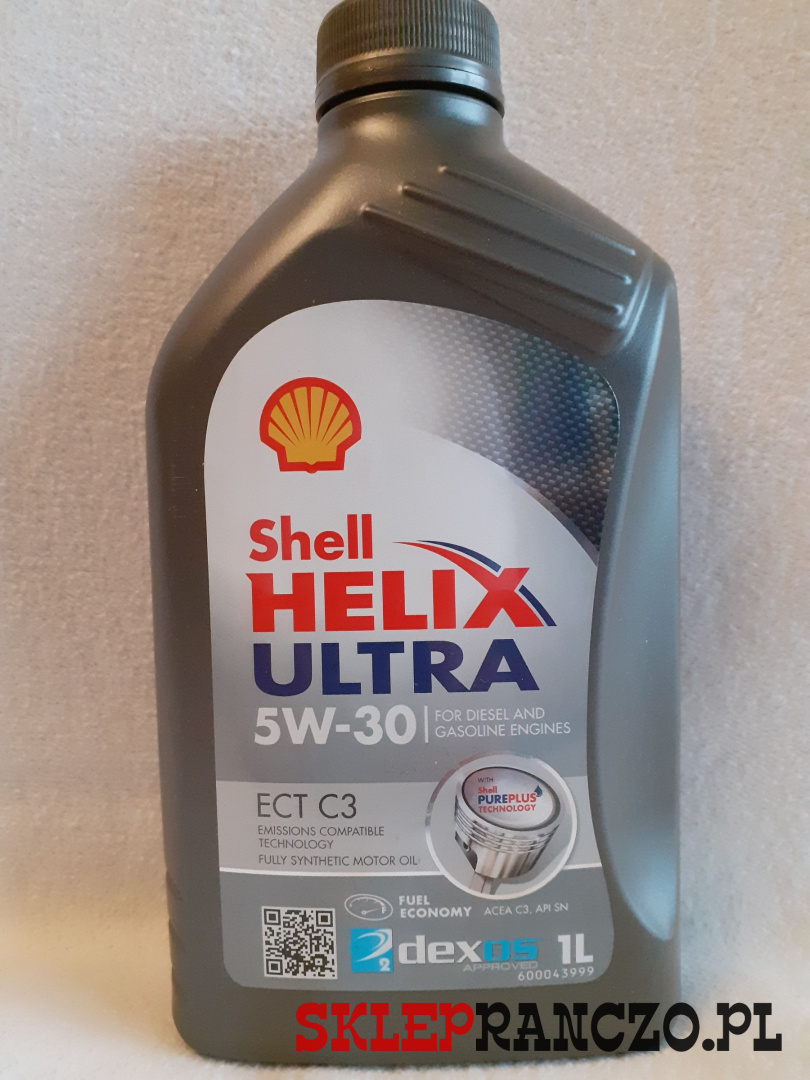 Shell
HELIX
ULTRA
5W-30
FOR DIESEL AND
GASOLINE ENGINES
WITH
Shell
PUREPLUS
TECHNOLOGY
ECT C3
EMISSIONS COMPATIBLE
TECHNOLOGY
FULLY SYNTHETIC MOTOR OIL
FUEL
ECONOMY
ACEA C3, API SN
2
dexos
APPROVED
1L
600043999
SKLEPRANCZO.PL